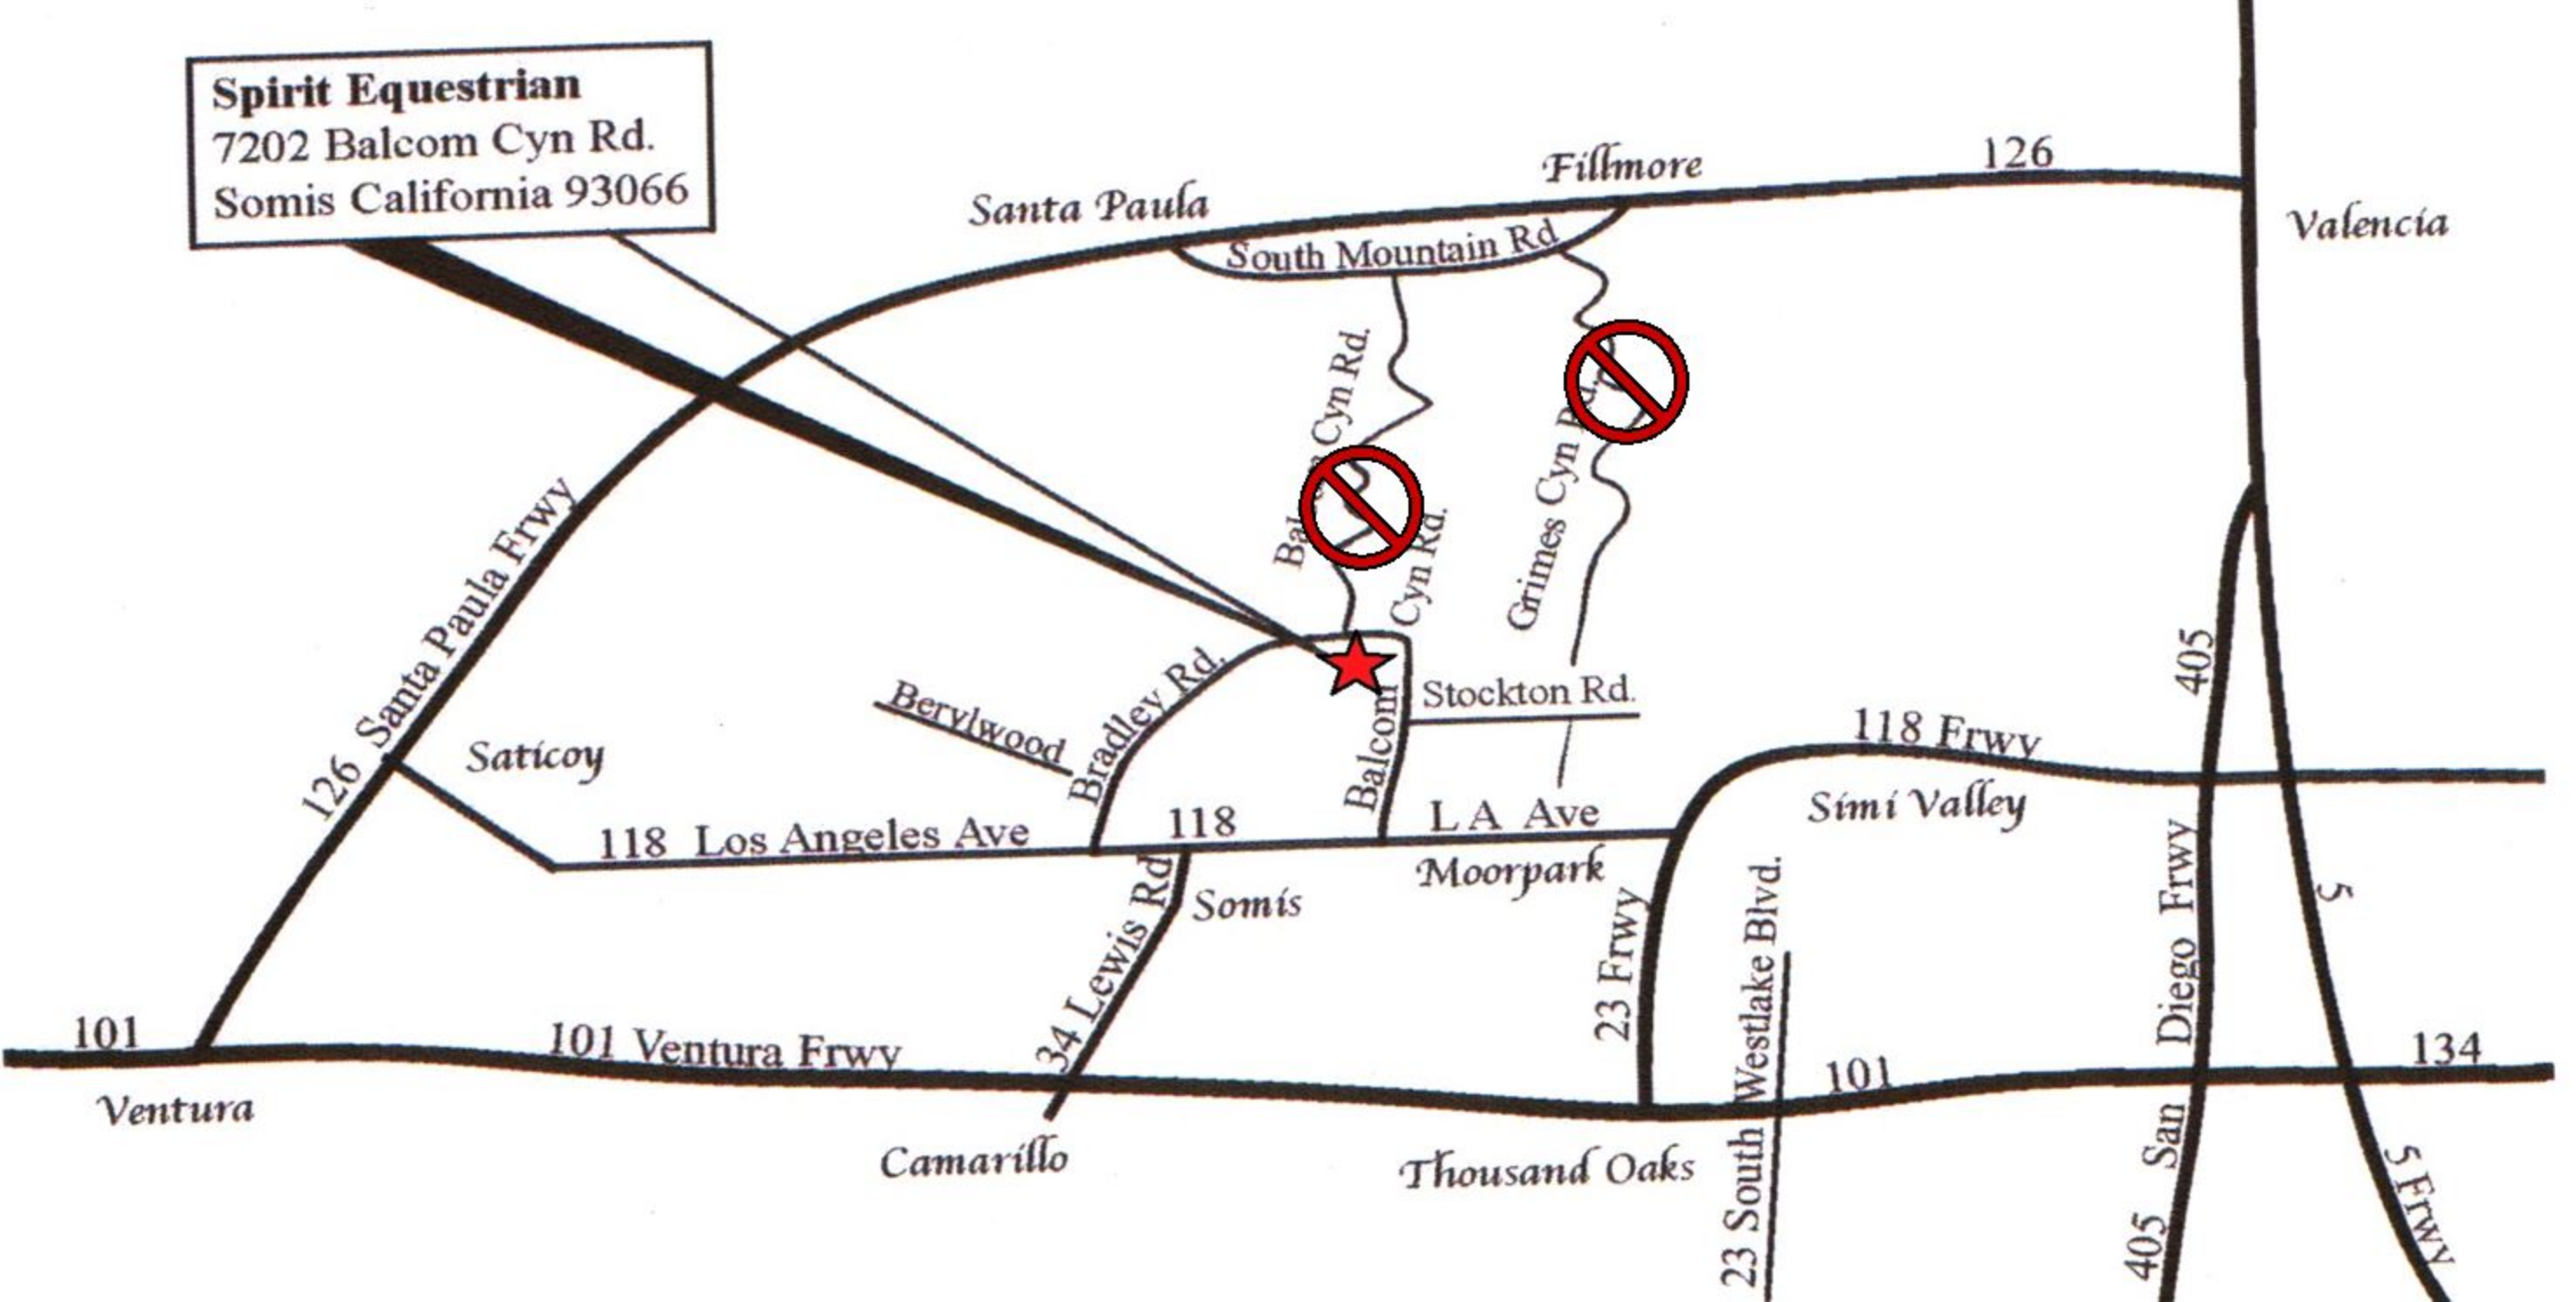 Spirit Equestrian
7202 Balcom Cyn Rd.
Somis California 93066
Santa Paula
Fillmore
126
Valencia
South Mountain Rd
Cyn Rd.
Grimes Cyn Rd.
Balcom Cyn Rd.
126 Santa Paula Frwy
Saticoy
Berylwood
Bradley Rd.
Stockton Rd.
118 Los Angeles Ave
118
L A Ave
Moorpark
118 Frwy
Simi Valley
405
Somis
34 Lewis Rd
23 Frwy
23 South Westlake Blvd.
405 San Diego Frwy
5
101
101 Ventura Frwy
101
134
Ventura
Camarillo
Thousand Oaks
5 Frwy